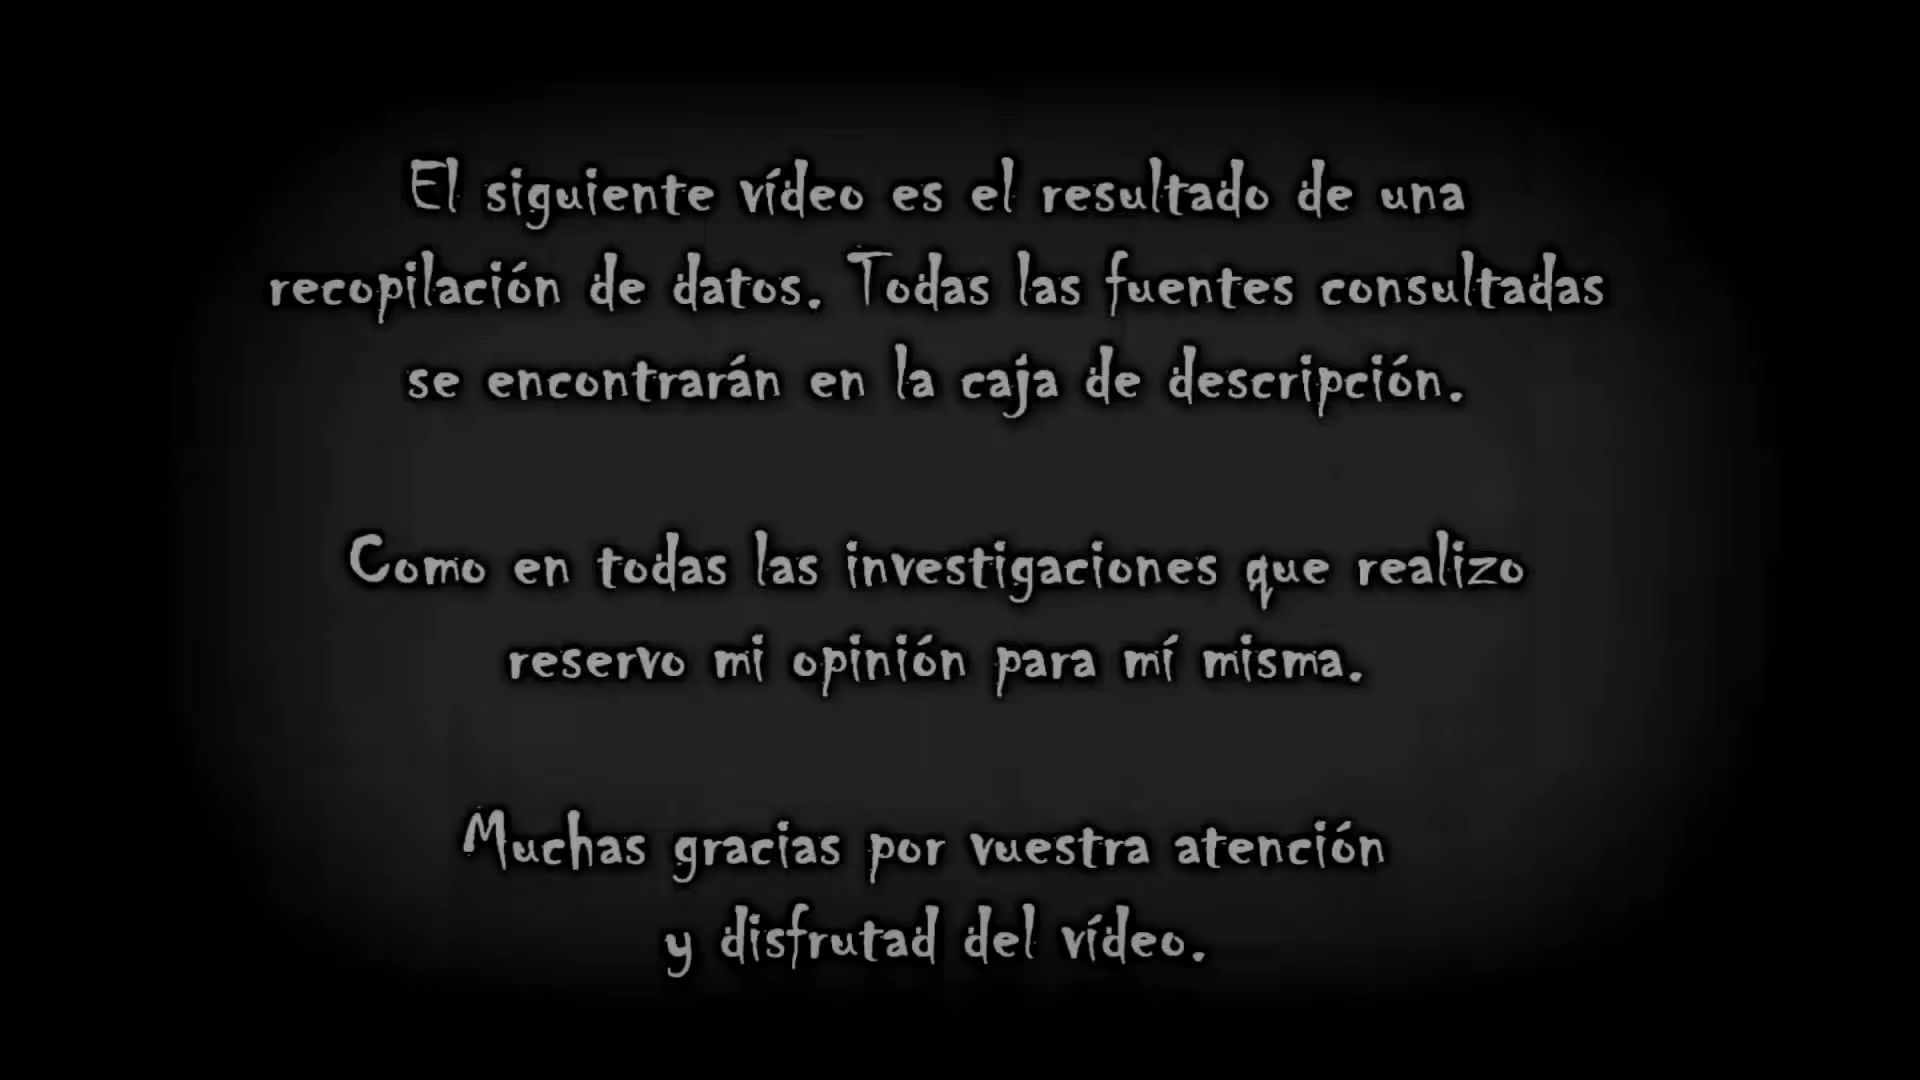 El siguiente vídeo es el resultado de una
recopilación de datos. Todas las fuentes consultadas
se encontrarán en la caja de descripción.
Como en todas las investigaciones que realizo
reservo mi opinión para mí misma.
Muchas gracias por vuestra atención
y disfrutad del vídeo.